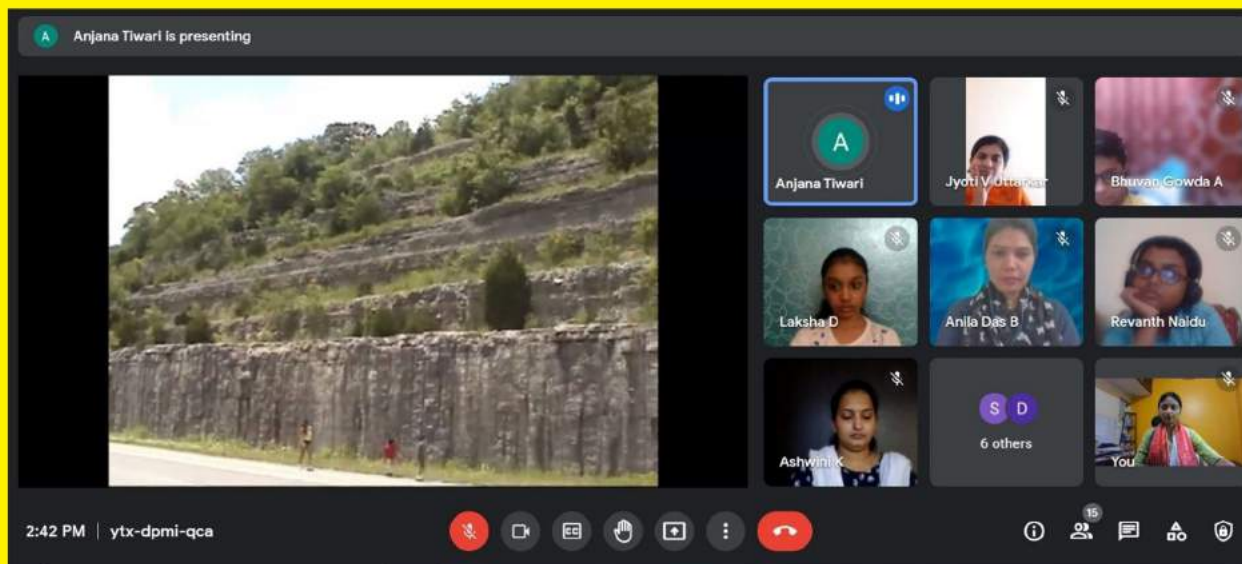 A Anjana Tiwari is presenting
A
Anjana Tiwari
Jyoti V Uttarkar
Bhuvan Gowda A
Laksha D
Anila Das B
Revanth Naidu
Ashwini K
S D
6 others
You
2:42 PM | ytx-dpmi-qca
CC
15